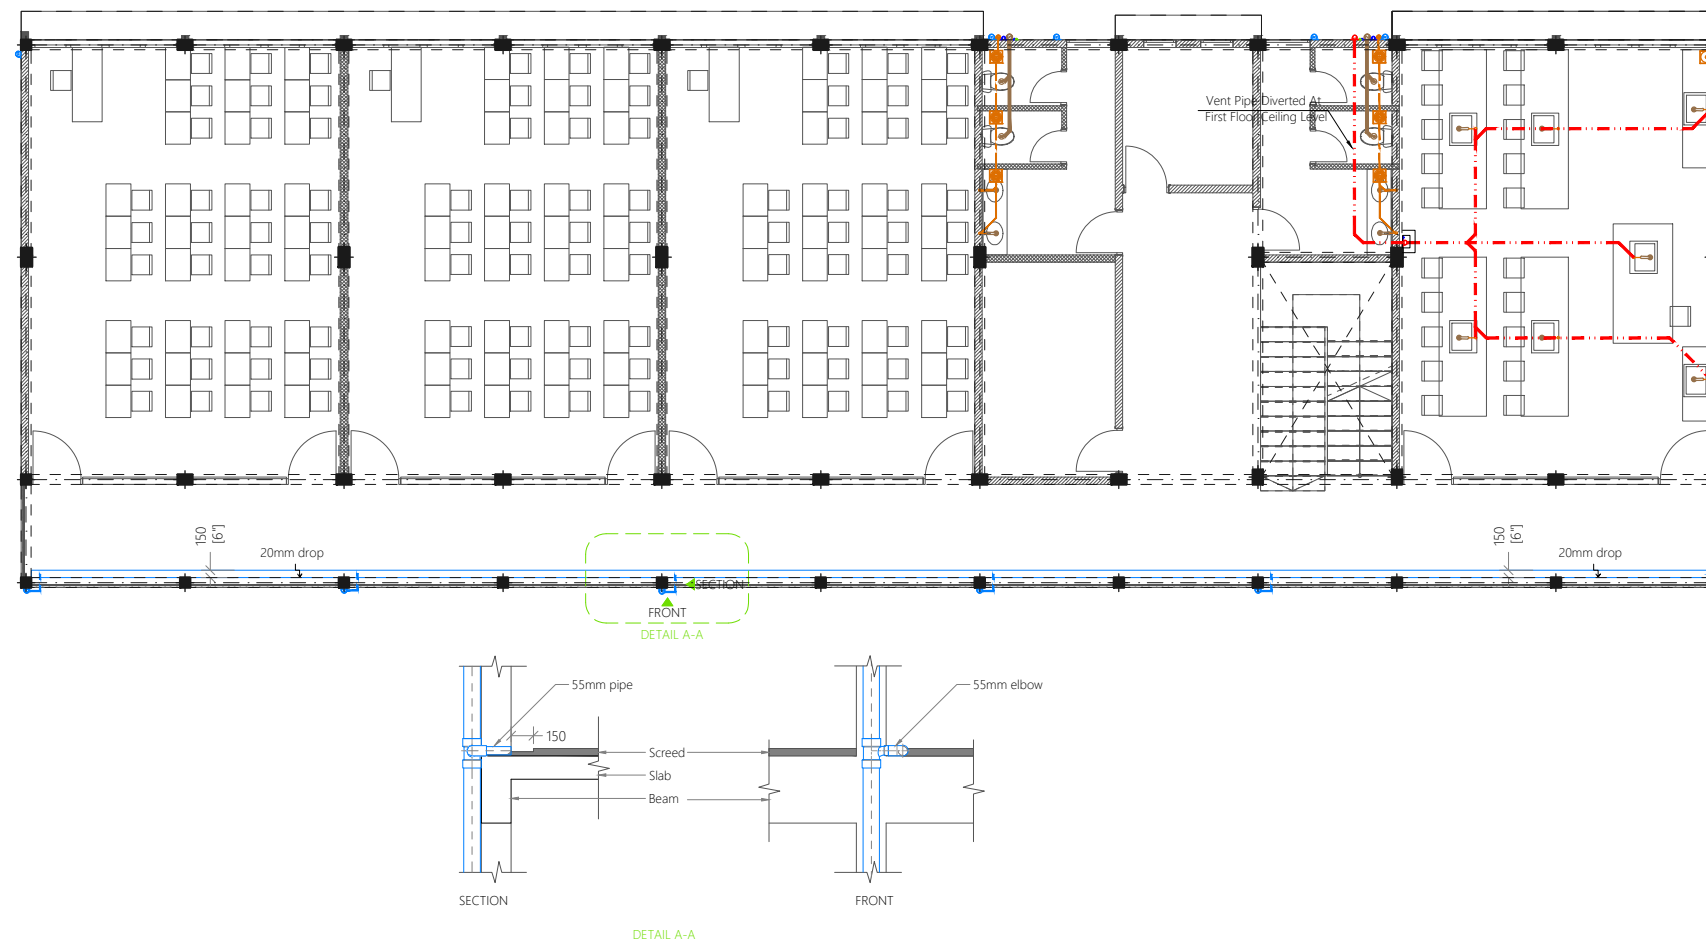 Vent Pipe Diverted At
First Floor Ceiling Level
150
[6"]
20mm drop
150
[6"]
20mm drop
SECTION
FRONT
DETAIL A-A
55mm pipe
55mm elbow
150
Screed
Slab
Beam
SECTION
FRONT
DETAIL A-A